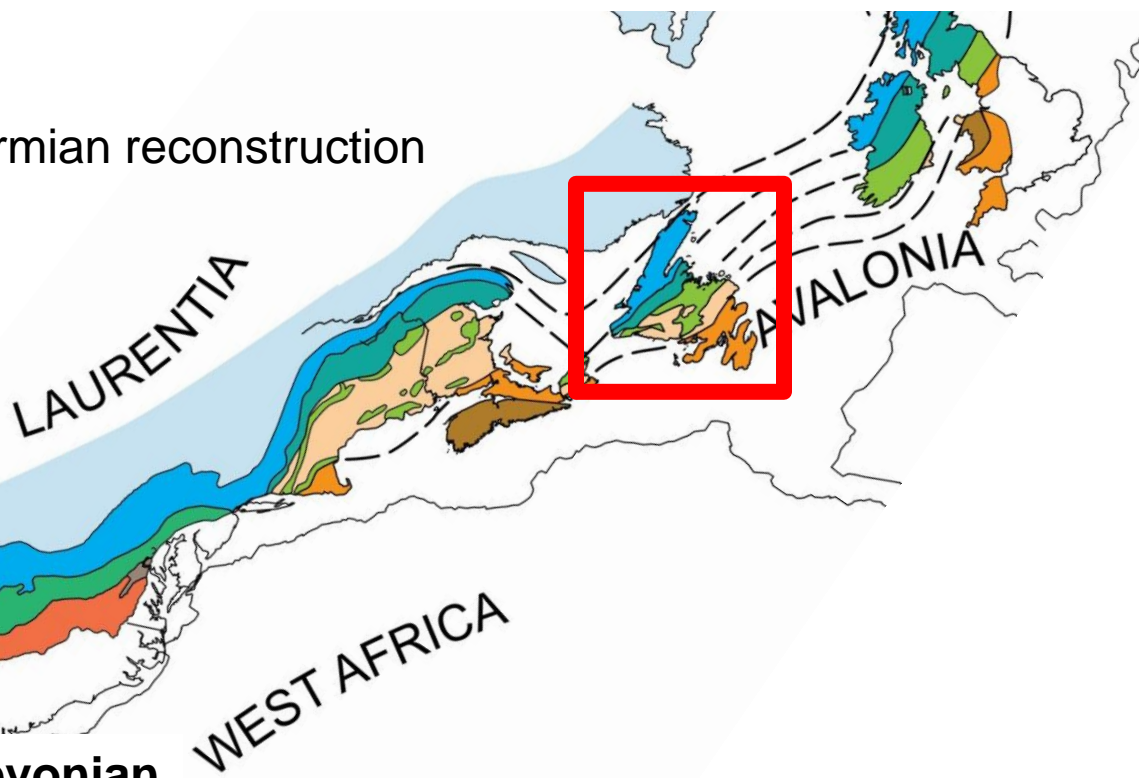 rmian reconstruction
LAURENTIA
AVALONIA
WEST AFRICA
evonian